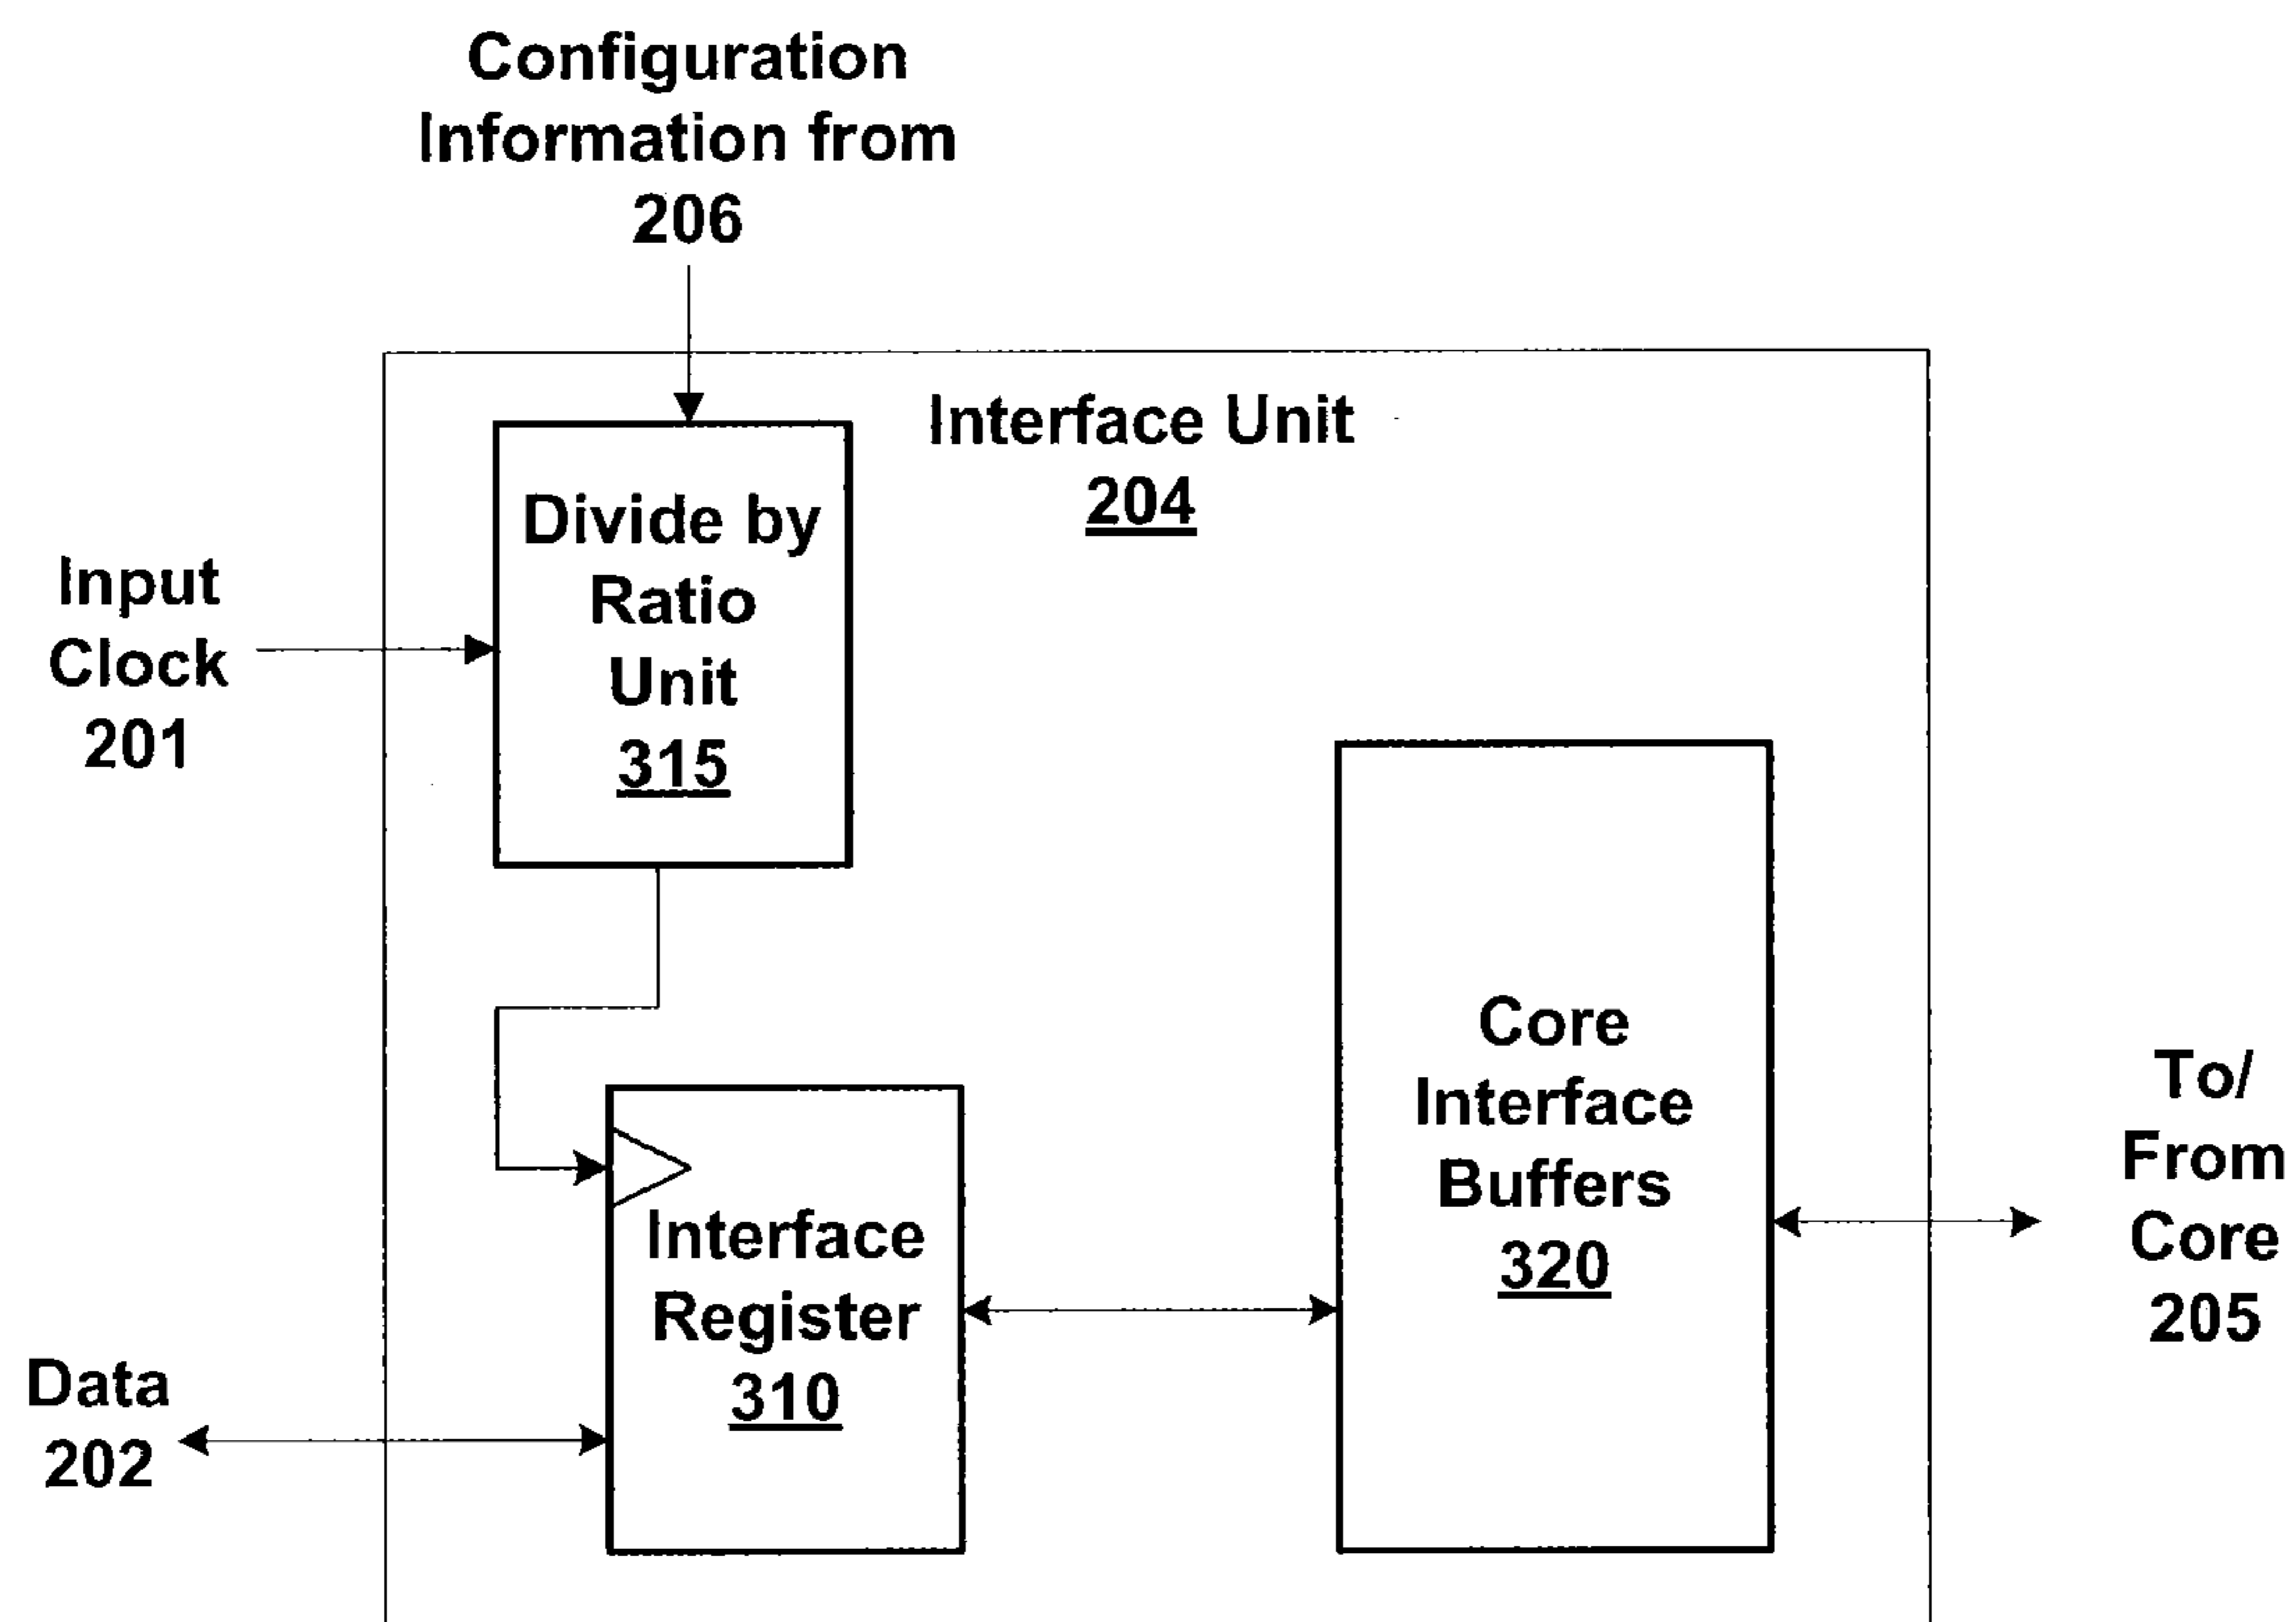 Configuration
Information from
206
Interface Unit
204
Divide by
Ratio
Unit
315
Input
Clock
201
Core
Interface
Buffers
320
To/
From
Core
205
Interface
Register
310
Data
202